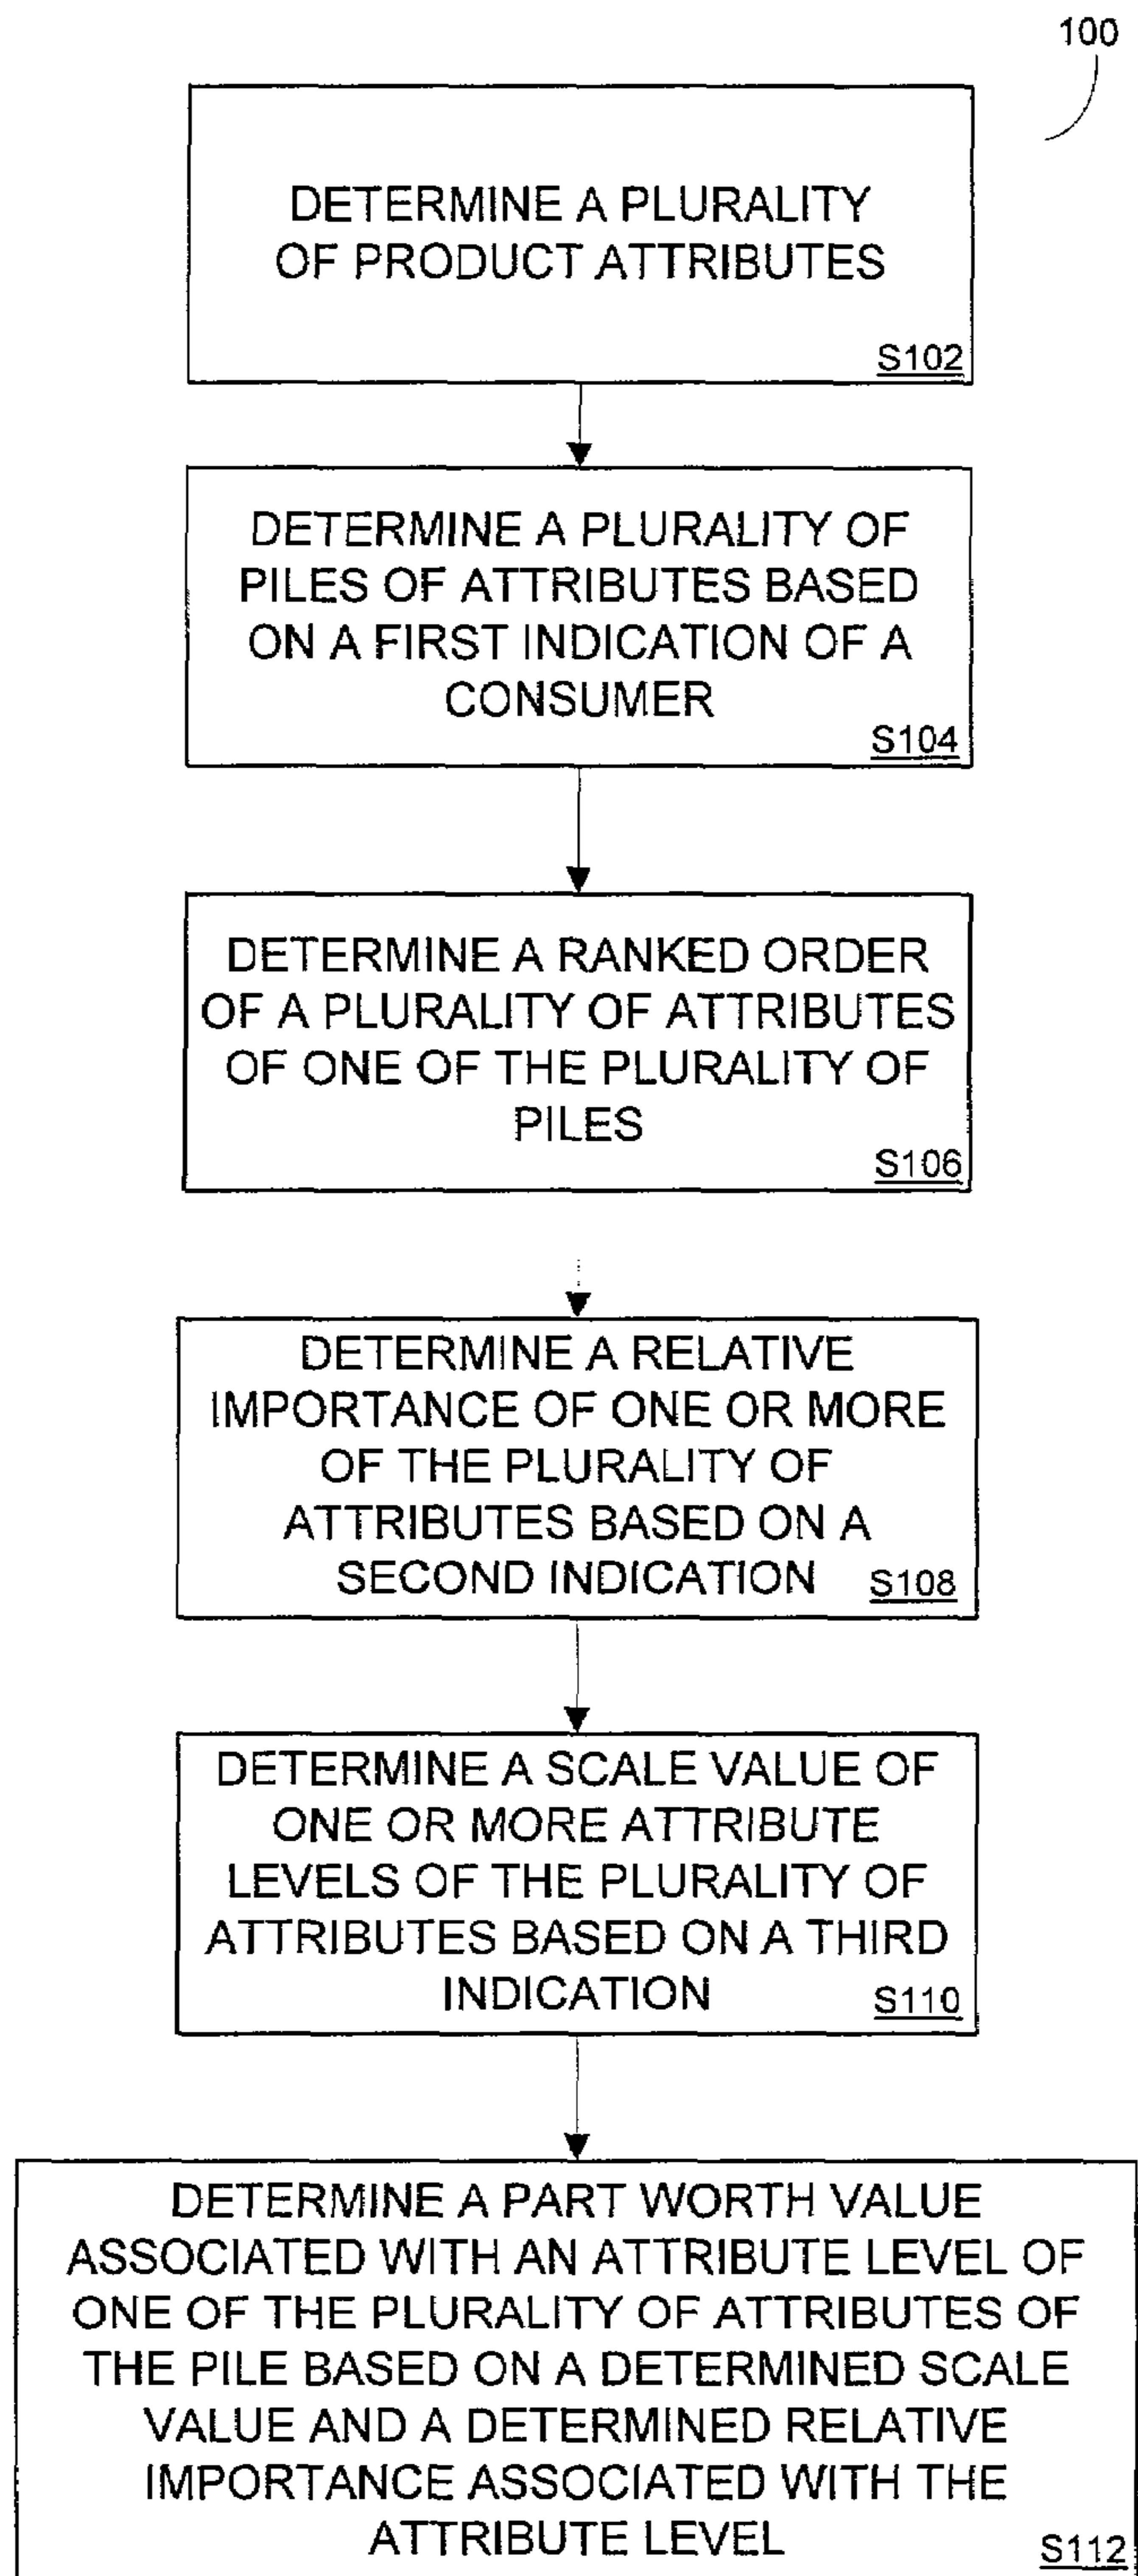 100
DETERMINE A PLURALITY
OF PRODUCT ATTRIBUTES
S102
DETERMINE A PLURALITY OF
PILES OF ATTRIBUTES BASED
ON A FIRST INDICATION OF A
CONSUMER
S104
DETERMINE A RANKED ORDER
OF A PLURALITY OF ATTRIBUTES
OF ONE OF THE PLURALITY OF
PILES
S106
DETERMINE A RELATIVE
IMPORTANCE OF ONE OR MORE
OF THE PLURALITY OF
ATTRIBUTES BASED ON A
SECOND INDICATION S108
DETERMINE A SCALE VALUE OF
ONE OR MORE ATTRIBUTE
LEVELS OF THE PLURALITY OF
ATTRIBUTES BASED ON A THIRD
INDICATION S110
DETERMINE A PART WORTH VALUE
ASSOCIATED WITH AN ATTRIBUTE LEVEL OF
ONE OF THE PLURALITY OF ATTRIBUTES OF
THE PILE BASED ON A DETERMINED SCALE
VALUE AND A DETERMINED RELATIVE
IMPORTANCE ASSOCIATED WITH THE
ATTRIBUTE LEVEL S112